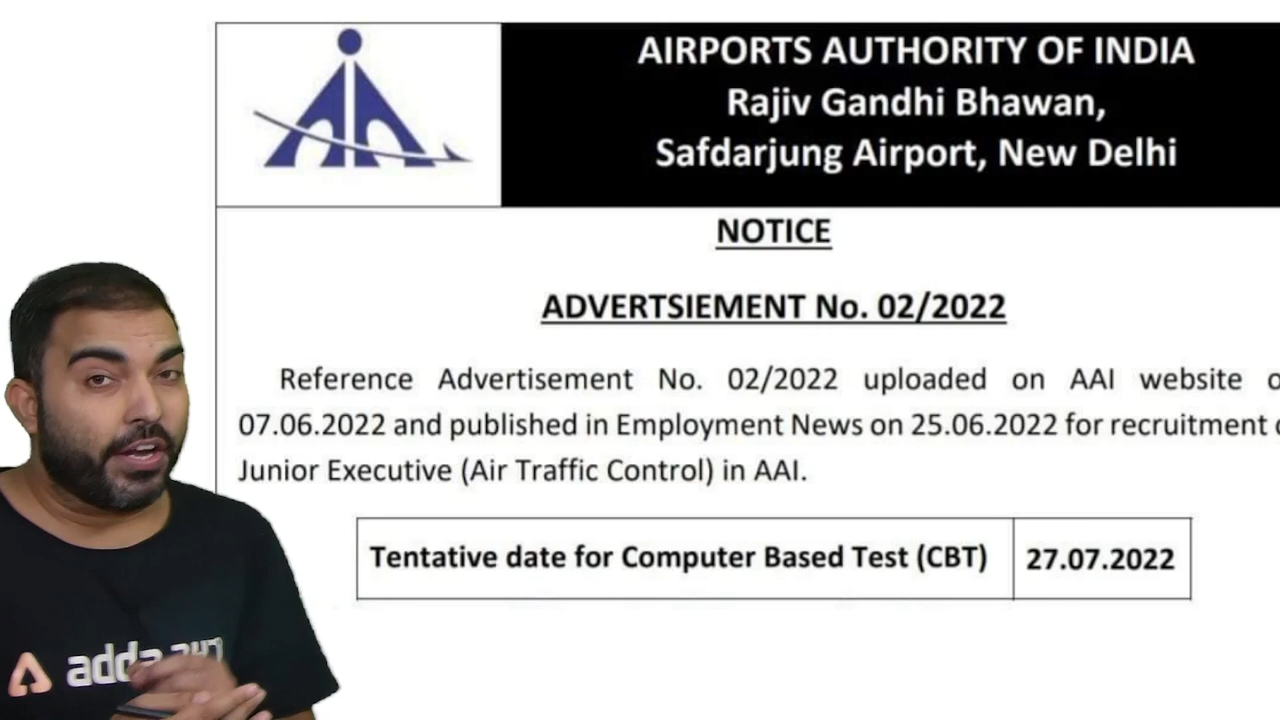 AIRPORTS AUTHORITY OF INDIA
Rajiv Gandhi Bhawan,
Safdarjung Airport, New Delhi
NOTICE
ADVERTSIEMENT No. 02/2022
Reference Advertisement No. 02/2022 uploaded on AAI website
07.06.2022 and published in Employment News on 25.06.2022 for recruitment
Junior Executive (Air Traffic Control) in AAI.
Tentative date for Computer Based Test (CBT) 27.07.2022